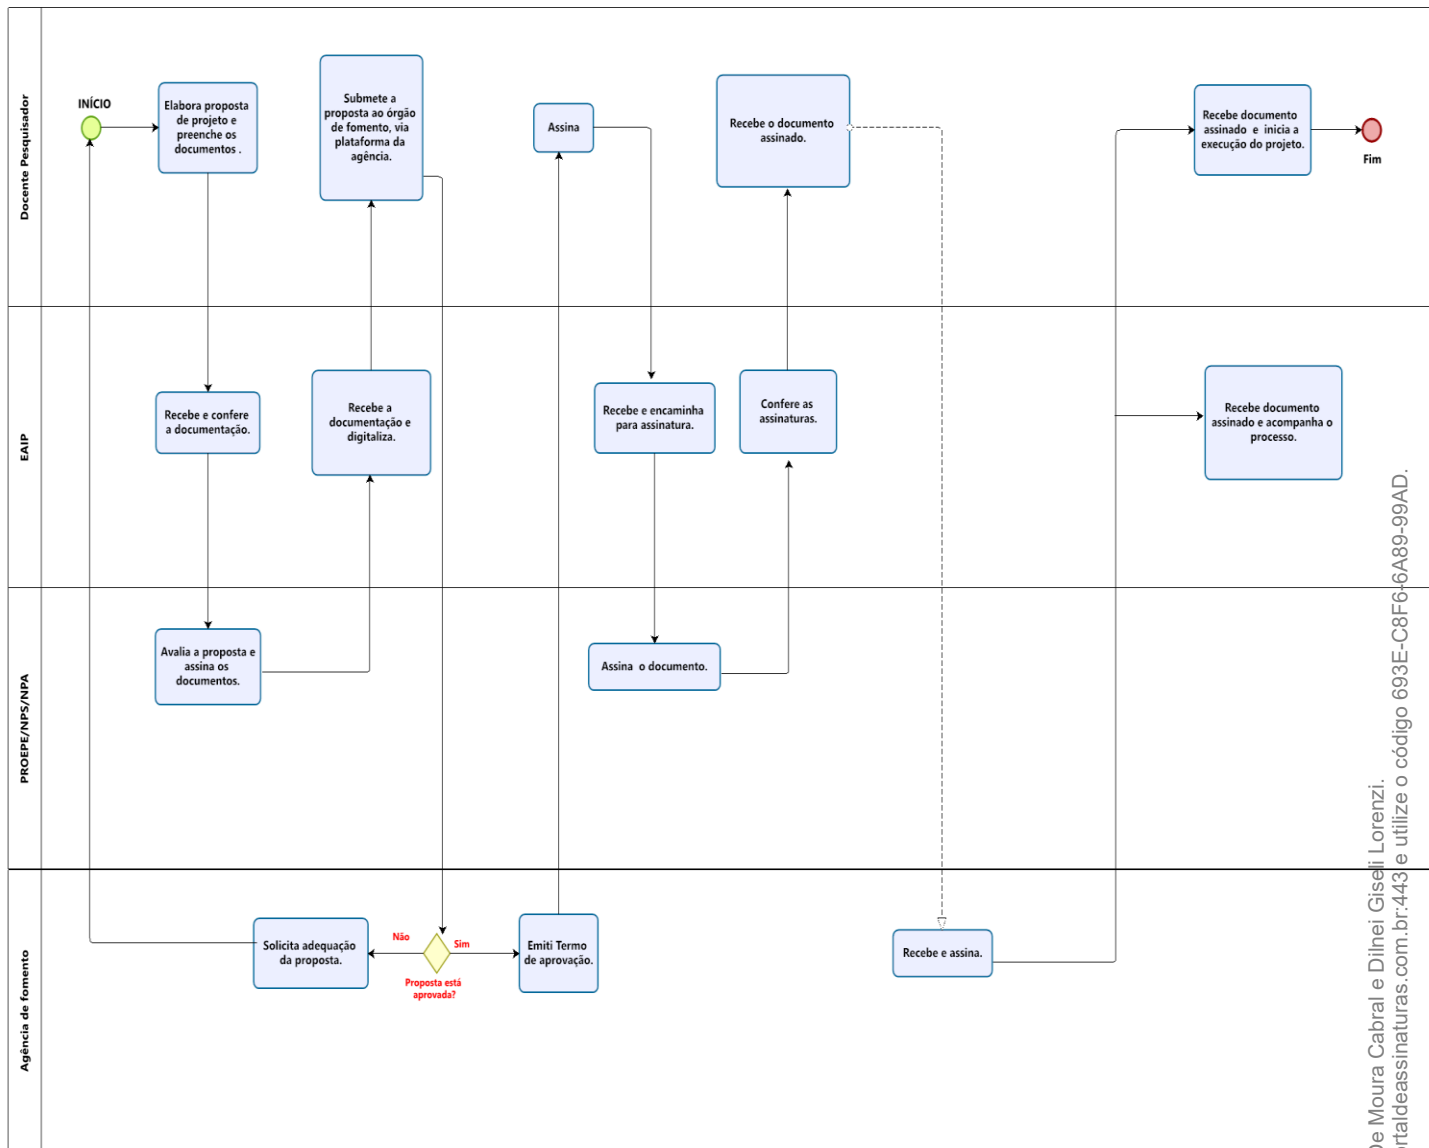 Docente Pesquisador
INÍCIO
Elabora proposta
de projeto e
preenche os
documentos .
Submete a
proposta ao órgão
de fomento, via
plataforma da
agência.
Assina
Recebe o documento
assinado.
Recebe documento
assinado e inicia a
execução do projeto.
Fim
EAIP
Recebe e confere
a documentação.
Recebe a
documentação e
digitaliza.
Recebe e encaminha
para assinatura.
Confere as
assinaturas.
Recebe documento
assinado e acompanha o
processo.
PROEPE/NPS/NPA
Avalia a proposta e
assina os
documentos.
Assina o documento.
Agência de fomento
Solicita adequação
da proposta.
Não
Sim
Proposta está
aprovada?
Emiti Termo
de aprovação.
Recebe e assina.
De Moura Cabral e Dilnei Giseli Lorenzi.
rtaldeassinaturas.com.br:443 e utilize o código 693E-C8F6-6A89-99AD.